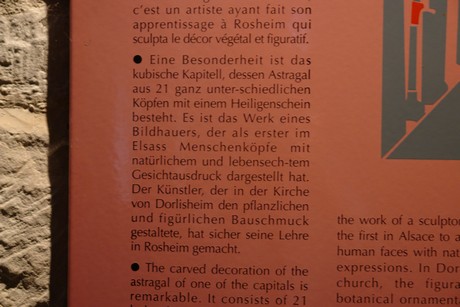 c'est un artiste ayant fait son
apprentissage à Rosheim qui
sculpta le décor végétal et figuratif.
● Eine Besonderheit ist das
kubische Kapitell, dessen Astragal
aus 21 ganz unter-schiedlichen
Köpfen mit einem Heiligenschein
besteht. Es ist das Werk eines
Bildhauers, der als erster im
Elsass Menschenköpfe mit
natürlichem und lebensech-tem
Gesichtausdruck dargestellt hat.
Der Künstler, der in der Kirche
von Dorlisheim den pflanzlichen
und figürlichen Bauschmuck
gestaltete, hat sicher seine Lehre
in Rosheim gemacht.
● The carved decoration of the
astragal of one of the capitals is
remarkable. It consists of 21
the work of a sculpto
the first in Alsace to a
human faces with nat
expressions. In Dor
church, the figura
botanical ornamer